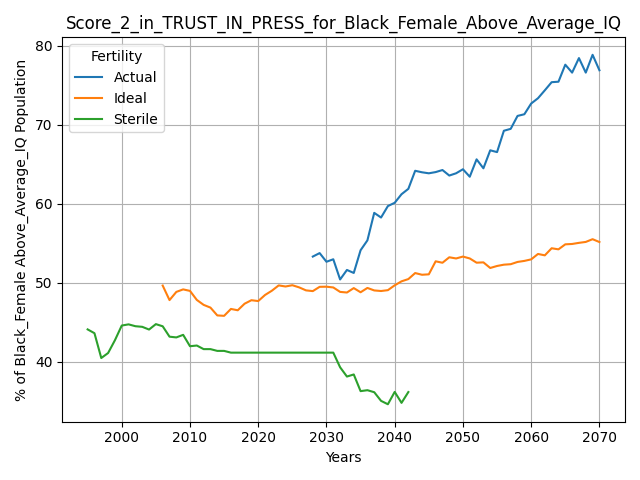 Score_2_in_TRUST_IN_PRESS_for_Black_Female_Above_Average_IQ
% of Black_Female Above_Average_IQ Population
80
70
60
50
40
Fertility
Actual
Ideal
Sterile
2000 2010 2020 2030 2040 2050 2060 2070
Years